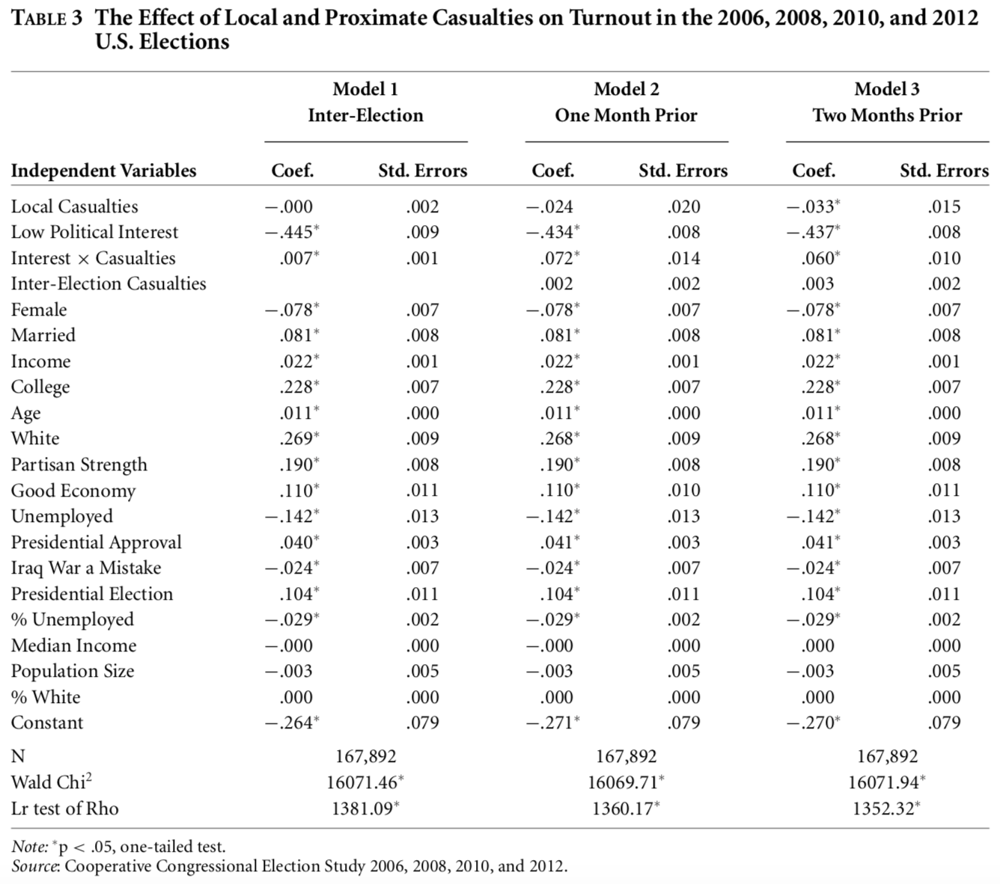 TABLE 3 The Effect of Local and Proximate Casualties on Turnout in the 2006, 2008, 2010, and 2012
U.S. Elections
Model 1 Model 2 Model 3
Inter-Election One Month Prior Two Months Prior
Independent Variables Coef. Std. Errors Coef. Std. Errors Coef. Std. Errors
Local Casualties −.000 .002 −.024 .020 −.033* .015
Low Political Interest −.445* .009 −.434* .008 −.437* .008
Interest × Casualties .007* .001 .072* .014 .060* .010
Inter-Election Casualties .002 .002 .003 .002
Female −.078* .007 −.078* .007 −.078* .007
Married .081* .008 .081* .008 .081* .008
Income .022* .001 .022* .001 .022* .001
College .228* .007 .228* .007 .228* .007
Age .011* .000 .011* .000 .011* .000
White .269* .009 .268* .009 .268* .009
Partisan Strength .190* .008 .190* .008 .190* .008
Good Economy .110* .011 .110* .010 .110* .011
Unemployed −.142* .013 −.142* .013 −.142* .013
Presidential Approval .040* .003 .041* .003 .041* .003
Iraq War a Mistake −.024* .007 −.024* .007 −.024* .007
Presidential Election .104* .011 .104* .011 .104* .011
% Unemployed −.029* .002 −.029* .002 −.029* .002
Median Income −.000 .000 −.000 .000 .000 .000
Population Size −.003 .005 −.003 .005 −.003 .005
% White .000 .000 .000 .000 .000 .000
Constant −.264* .079 −.271* .079 −.270* .079
N 167,892 167,892 167,892
Wald Chi² 16071.46* 16069.71* 16071.94*
Lr test of Rho 1381.09* 1360.17* 1352.32*
Note: *p < .05, one-tailed test.
Source: Cooperative Congressional Election Study 2006, 2008, 2010, and 2012.